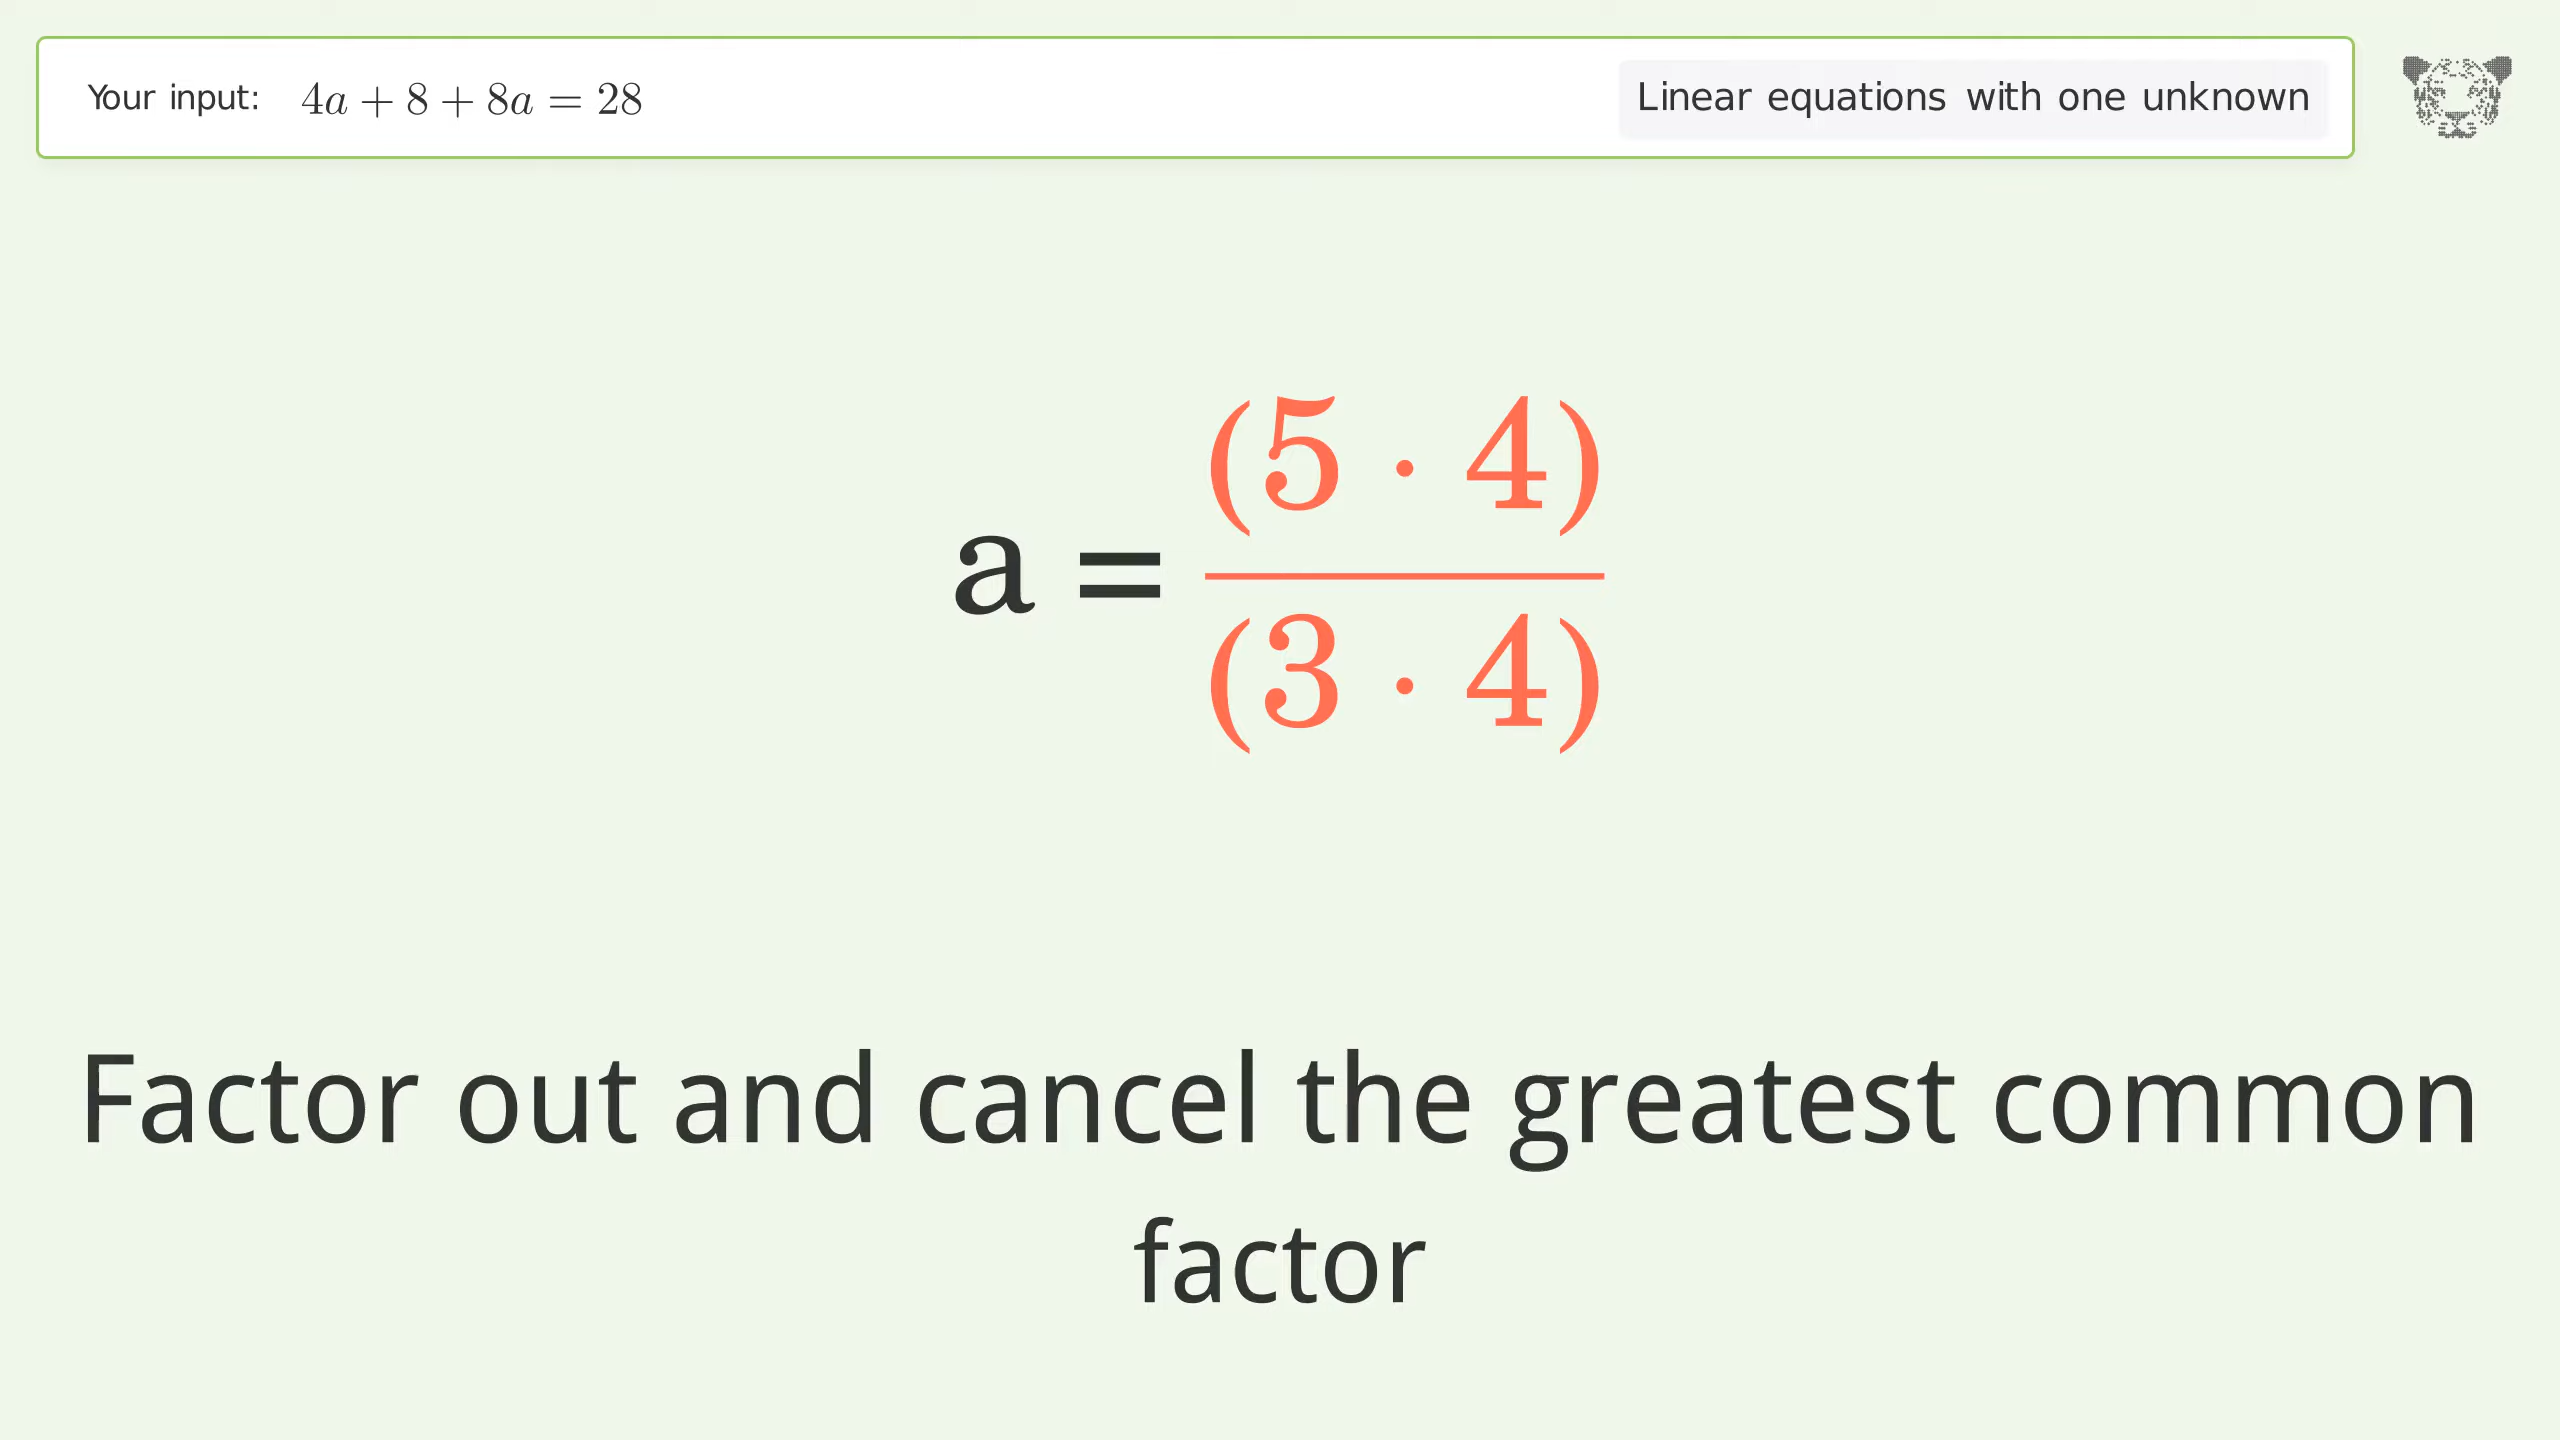 Your input: 4a + 8 + 8a = 28
Linear equations with one unknown
(5 · 4)
a =
(3 · 4)
Factor out and cancel the greatest common
factor